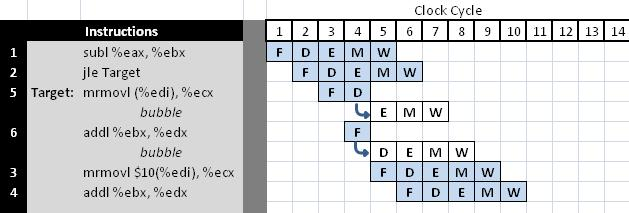 Clock Cycle
Instructions 1 2 3 4 5 6 7 8 9 10 11 12 13 14
1 subl %eax, %ebx F D E M W
2 jle Target F D E M W
5 Target: mrmovl (%edi), %ecx F D
bubble E M W
6 addl %ebx, %edx F
bubble D E M W
3 mrmovl $10(%edi), %ecx F D E M W
4 addl %ebx, %edx F D E M W